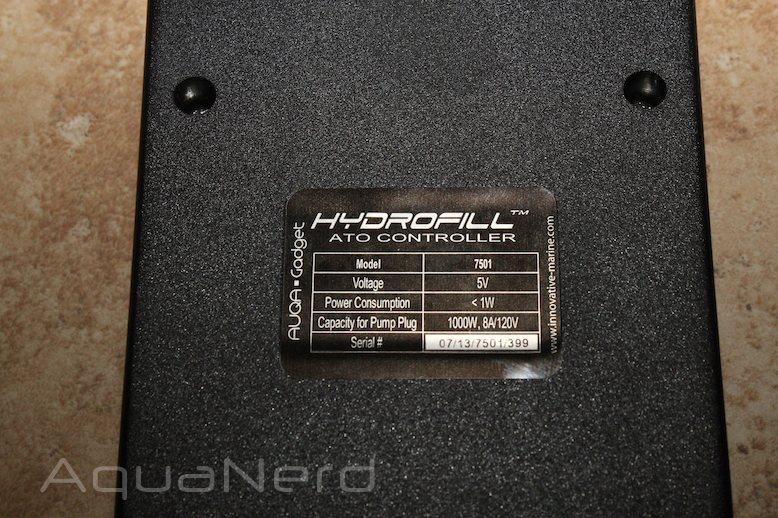 HYDROFILL™
ATO CONTROLLER
AUQA▪Gadget
Model 7501
Voltage 5V
Power Consumption < 1W
Capacity for Pump Plug 1000W, 8A/120V
Serial # 07/13/7501/399
www.innovative-marine.com
AquaNerd